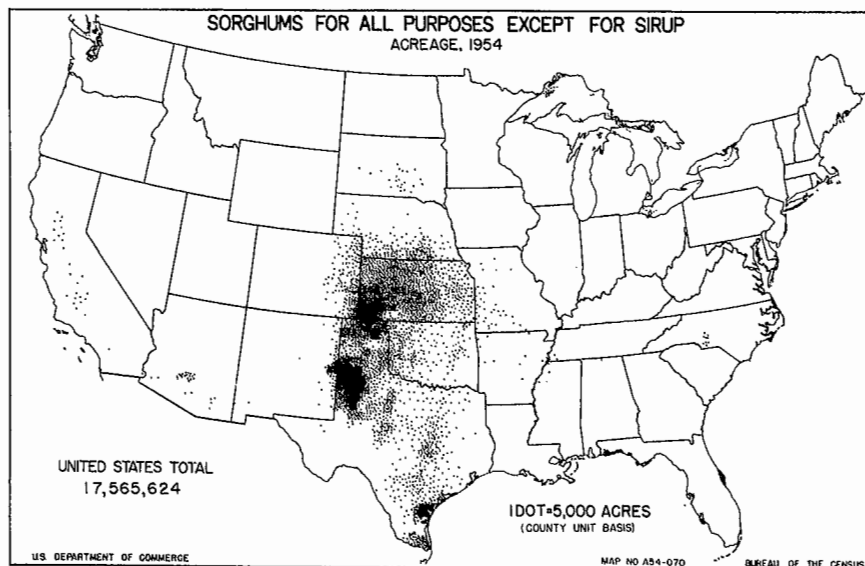 SORGHUMS FOR ALL PURPOSES EXCEPT FOR SIRUP
ACREAGE, 1954
UNITED STATES TOTAL
17,565,624
1 DOT=5,000 ACRES
(COUNTY UNIT BASIS)
U.S. DEPARTMENT OF COMMERCE
MAP NO A54-070
BUREAU OF THE CENSUS